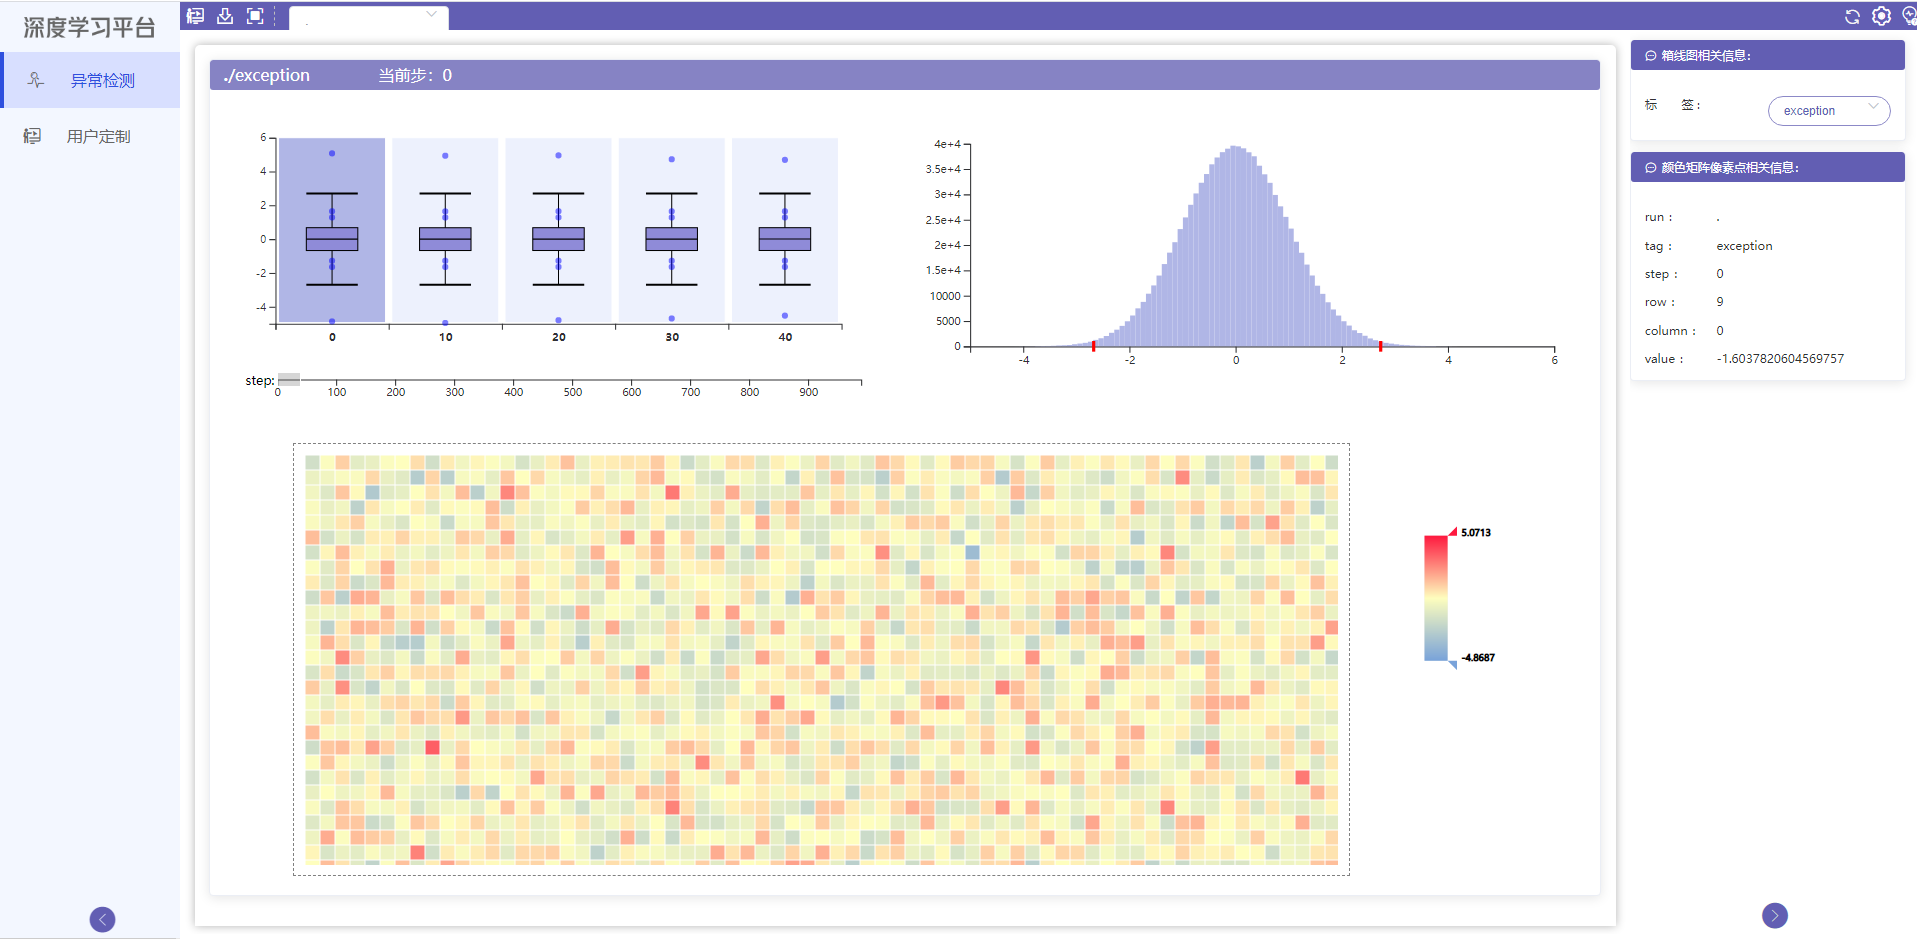 深度学习平台
异常检测
用户定制
.
./exception 当前步：0
6
4
2
0
-2
-4
0 10 20 30 40
step:
0 100 200 300 400 500 600 700 800 900
4e+4
3.5e+4
3e+4
2.5e+4
2e+4
1.5e+4
10000
5000
0
-4 -2 0 2 4 6
5.0713
-4.8687
箱线图相关信息：
标 签： exception
颜色矩阵像素点相关信息：
run： .
tag： exception
step： 0
row： 9
column： 0
value： -1.6037820604569757